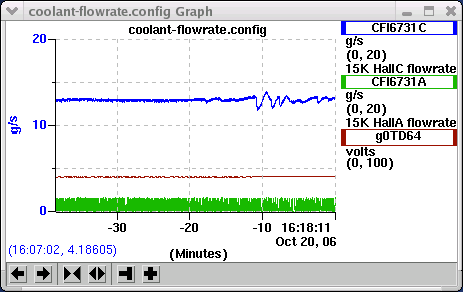 coolant-flowrate.config Graph
coolant-flowrate.config
20
10
0
g/s
-30
-20
-10
16:18:11
Oct 20, 06
(Minutes)
(16:07:02, 4.18605)
CFI6731C
g/s
(0, 20)
15K HallC flowrate
CFI6731A
g/s
(0, 20)
15K HallA flowrate
g0TD64
volts
(0, 100)